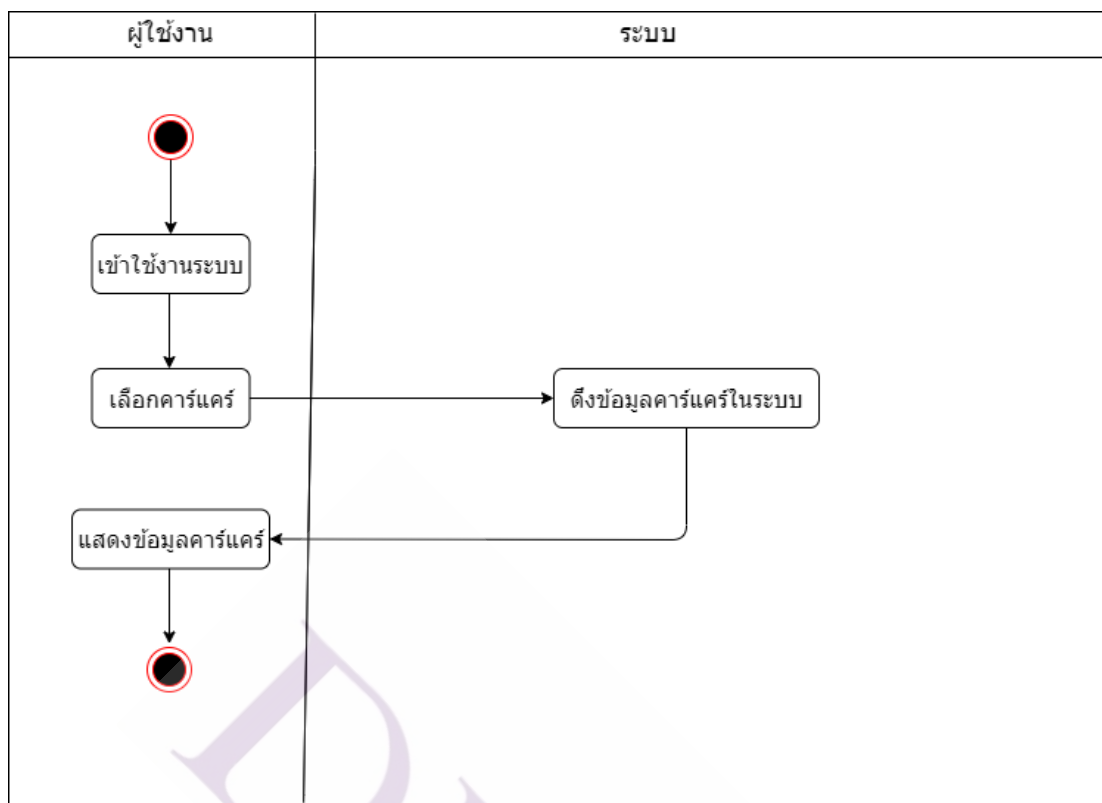 ผู้ใช้งาน
ระบบ
เข้าใช้งานระบบ
เลือกคาร์แคร์
ดึงข้อมูลคาร์แคร์ในระบบ
แสดงข้อมูลคาร์แคร์